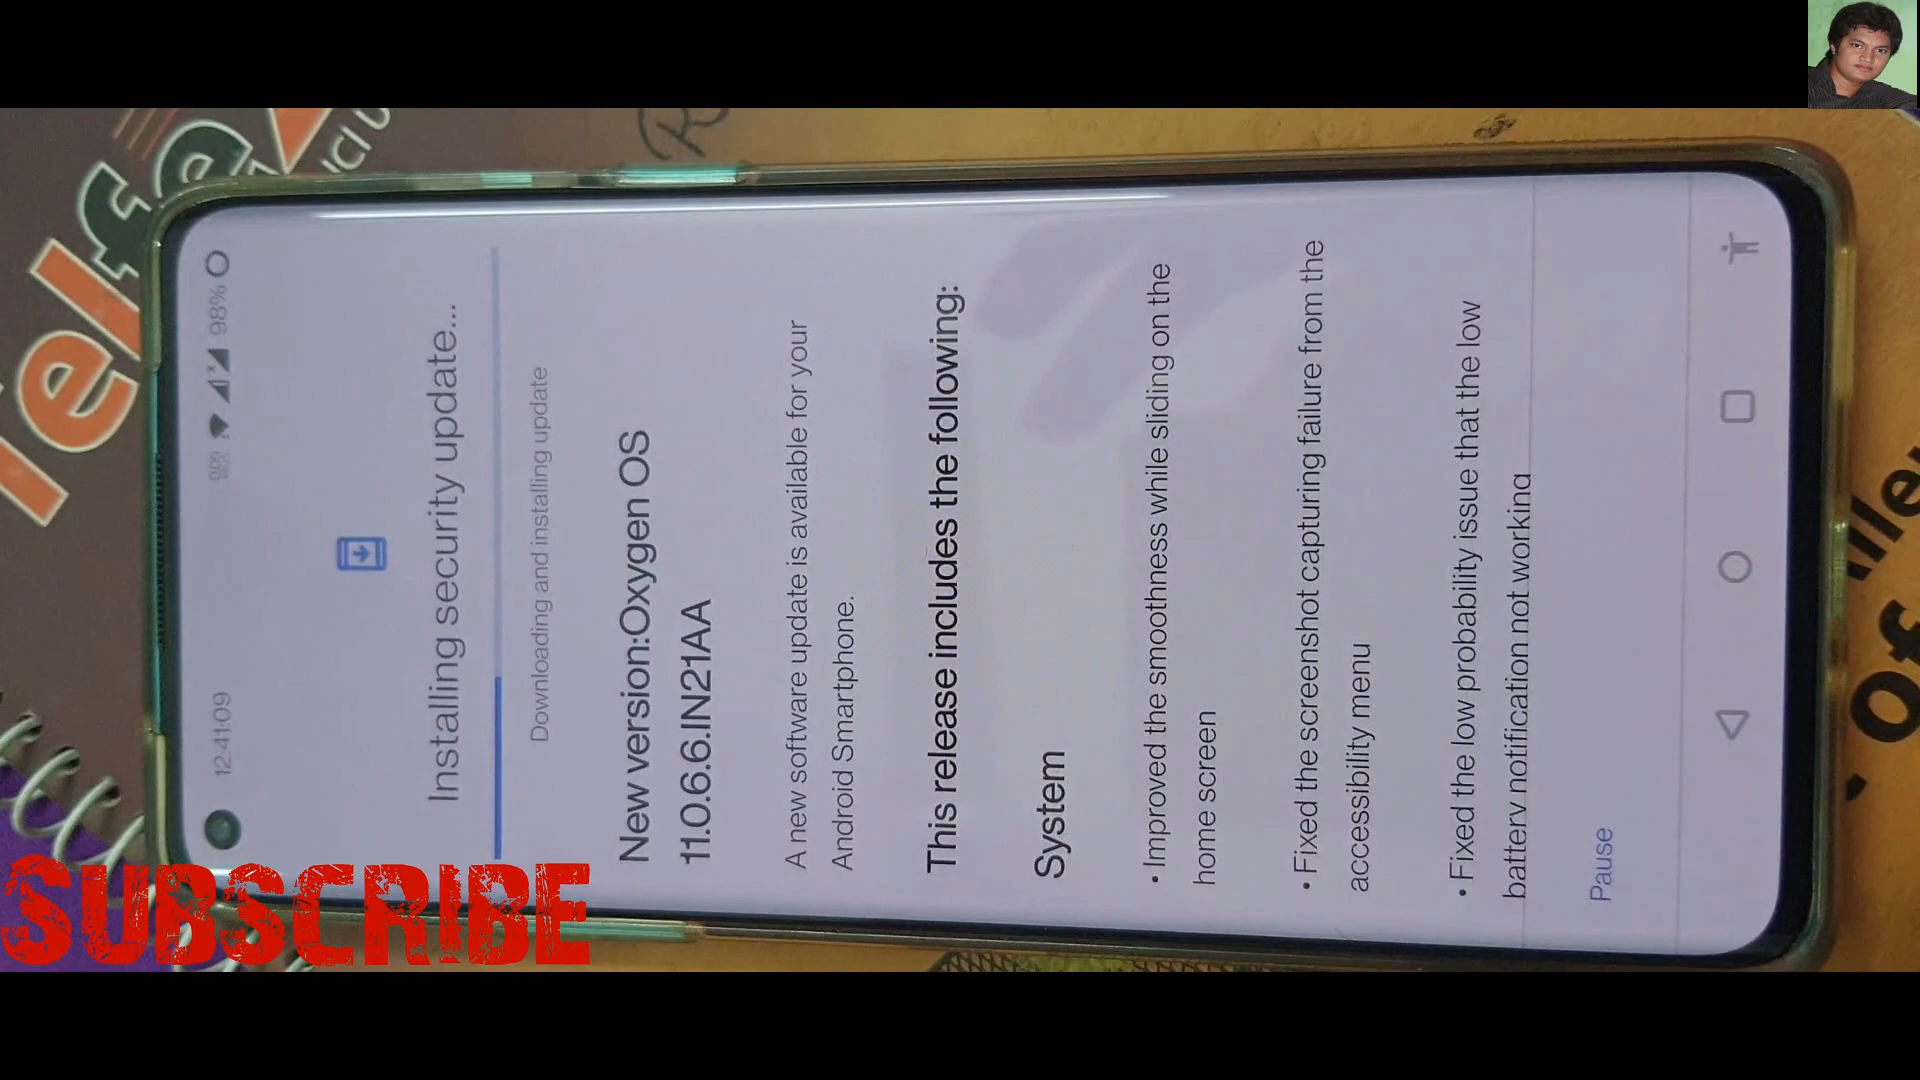 12:41:09
98%
Installing security update...
Downloading and installing update
New version:Oxygen OS
11.0.6.6.IN21AA
A new software update is available for your
Android Smartphone.
This release includes the following:
System
• Improved the smoothness while sliding on the
home screen
• Fixed the screenshot capturing failure from the
accessibility menu
• Fixed the low probability issue that the low
battery notification not working
Pause
SUBSCRIBE
Of